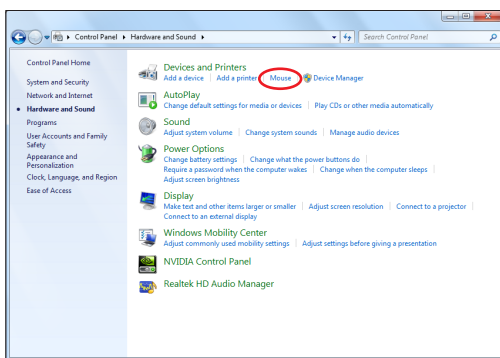 Control Panel ▸ Hardware and Sound ▸
Search Control Panel
Control Panel Home
System and Security
Network and Internet
Hardware and Sound
Programs
User Accounts and Family
Safety
Appearance and
Personalization
Clock, Language, and Region
Ease of Access
Devices and Printers
Add a device | Add a printer | Mouse | Device Manager
AutoPlay
Change default settings for media or devices | Play CDs or other media automatically
Sound
Adjust system volume | Change system sounds | Manage audio devices
Power Options
Change battery settings | Change what the power buttons do |
Require a password when the computer wakes | Change when the computer sleeps |
Adjust screen brightness
Display
Make text and other items larger or smaller | Adjust screen resolution | Connect to a projector |
Connect to an external display
Windows Mobility Center
Adjust commonly used mobility settings | Adjust settings before giving a presentation
NVIDIA Control Panel
Realtek HD Audio Manager